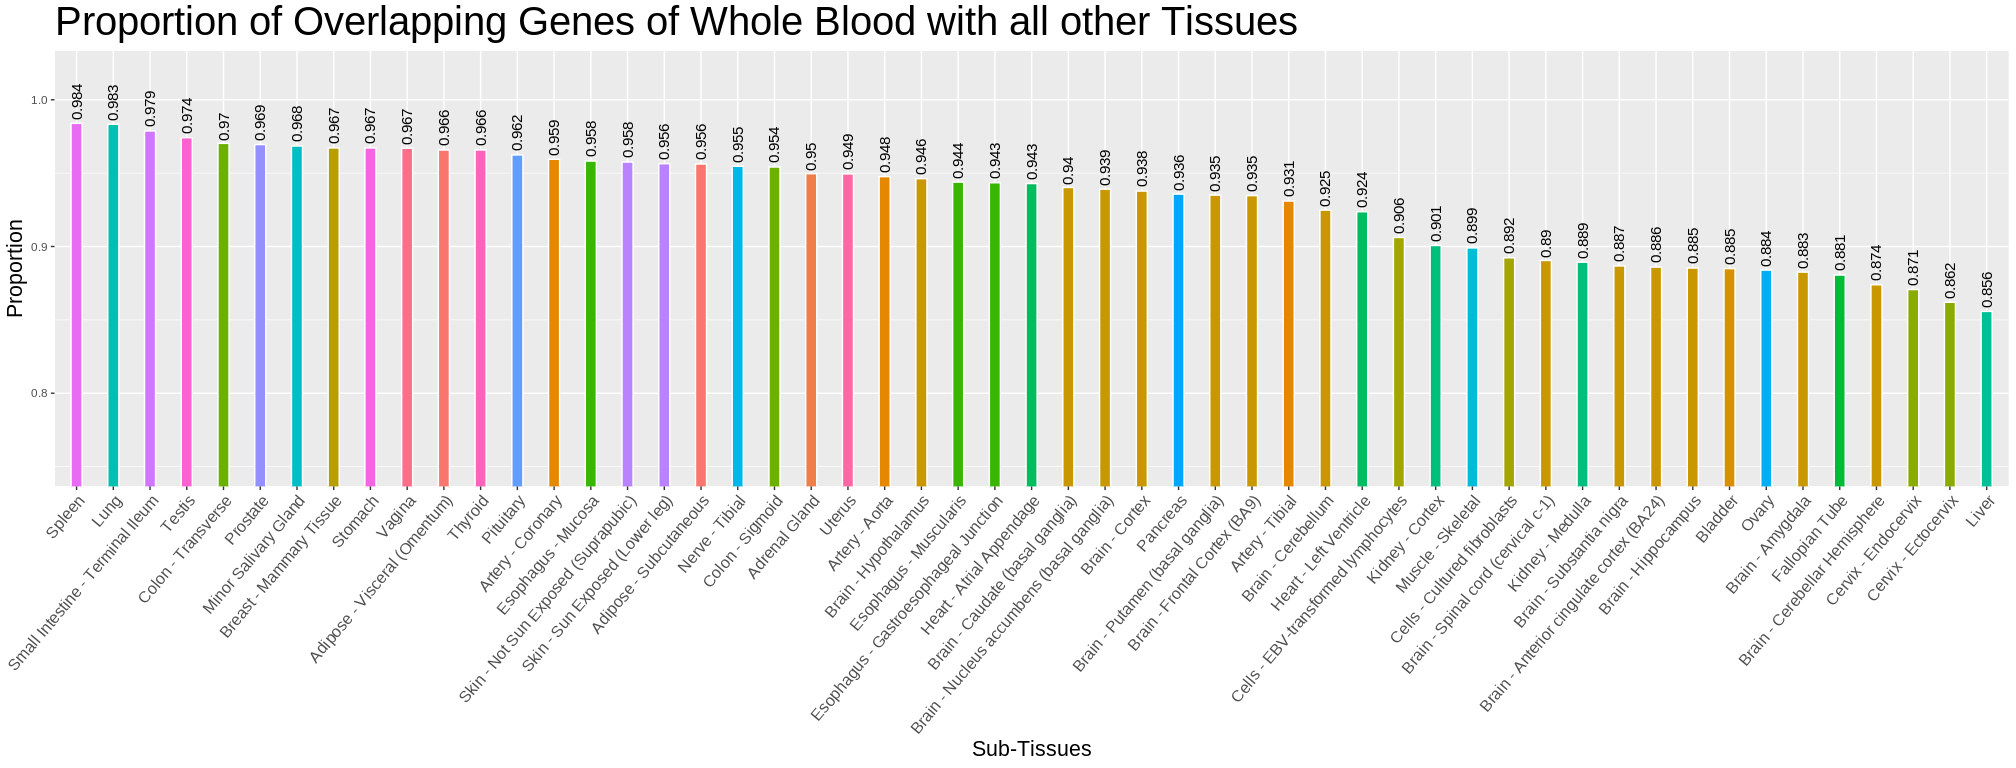 Proportion of Overlapping Genes of Whole Blood with all other Tissues
Proportion
1.0
0.9
0.8
0.984
0.983
0.979
0.974
0.97
0.969
0.968
0.967
0.967
0.967
0.966
0.966
0.962
0.959
0.958
0.958
0.956
0.956
0.955
0.954
0.95
0.949
0.948
0.946
0.944
0.943
0.943
0.94
0.939
0.938
0.936
0.935
0.935
0.931
0.925
0.924
0.906
0.901
0.899
0.892
0.89
0.889
0.887
0.886
0.885
0.885
0.884
0.883
0.881
0.874
0.871
0.862
0.856
Spleen
Lung
Small Intestine - Terminal Ileum
Testis
Colon - Transverse
Prostate
Minor Salivary Gland
Breast - Mammary Tissue
Stomach
Vagina
Adipose - Visceral (Omentum)
Thyroid
Pituitary
Artery - Coronary
Esophagus - Mucosa
Skin - Not Sun Exposed (Suprapubic)
Skin - Sun Exposed (Lower leg)
Adipose - Subcutaneous
Nerve - Tibial
Colon - Sigmoid
Adrenal Gland
Uterus
Artery - Aorta
Brain - Hypothalamus
Esophagus - Muscularis
Esophagus - Gastroesophageal Junction
Heart - Atrial Appendage
Brain - Caudate (basal ganglia)
Brain - Nucleus accumbens (basal ganglia)
Brain - Cortex
Pancreas
Brain - Putamen (basal ganglia)
Brain - Frontal Cortex (BA9)
Artery - Tibial
Brain - Cerebellum
Heart - Left Ventricle
Cells - EBV-transformed lymphocytes
Kidney - Cortex
Muscle - Skeletal
Cells - Cultured fibroblasts
Brain - Spinal cord (cervical c-1)
Kidney - Medulla
Brain - Substantia nigra
Brain - Anterior cingulate cortex (BA24)
Brain - Hippocampus
Bladder
Ovary
Brain - Amygdala
Fallopian Tube
Brain - Cerebellar Hemisphere
Cervix - Endocervix
Cervix - Ectocervix
Liver
Sub-Tissues